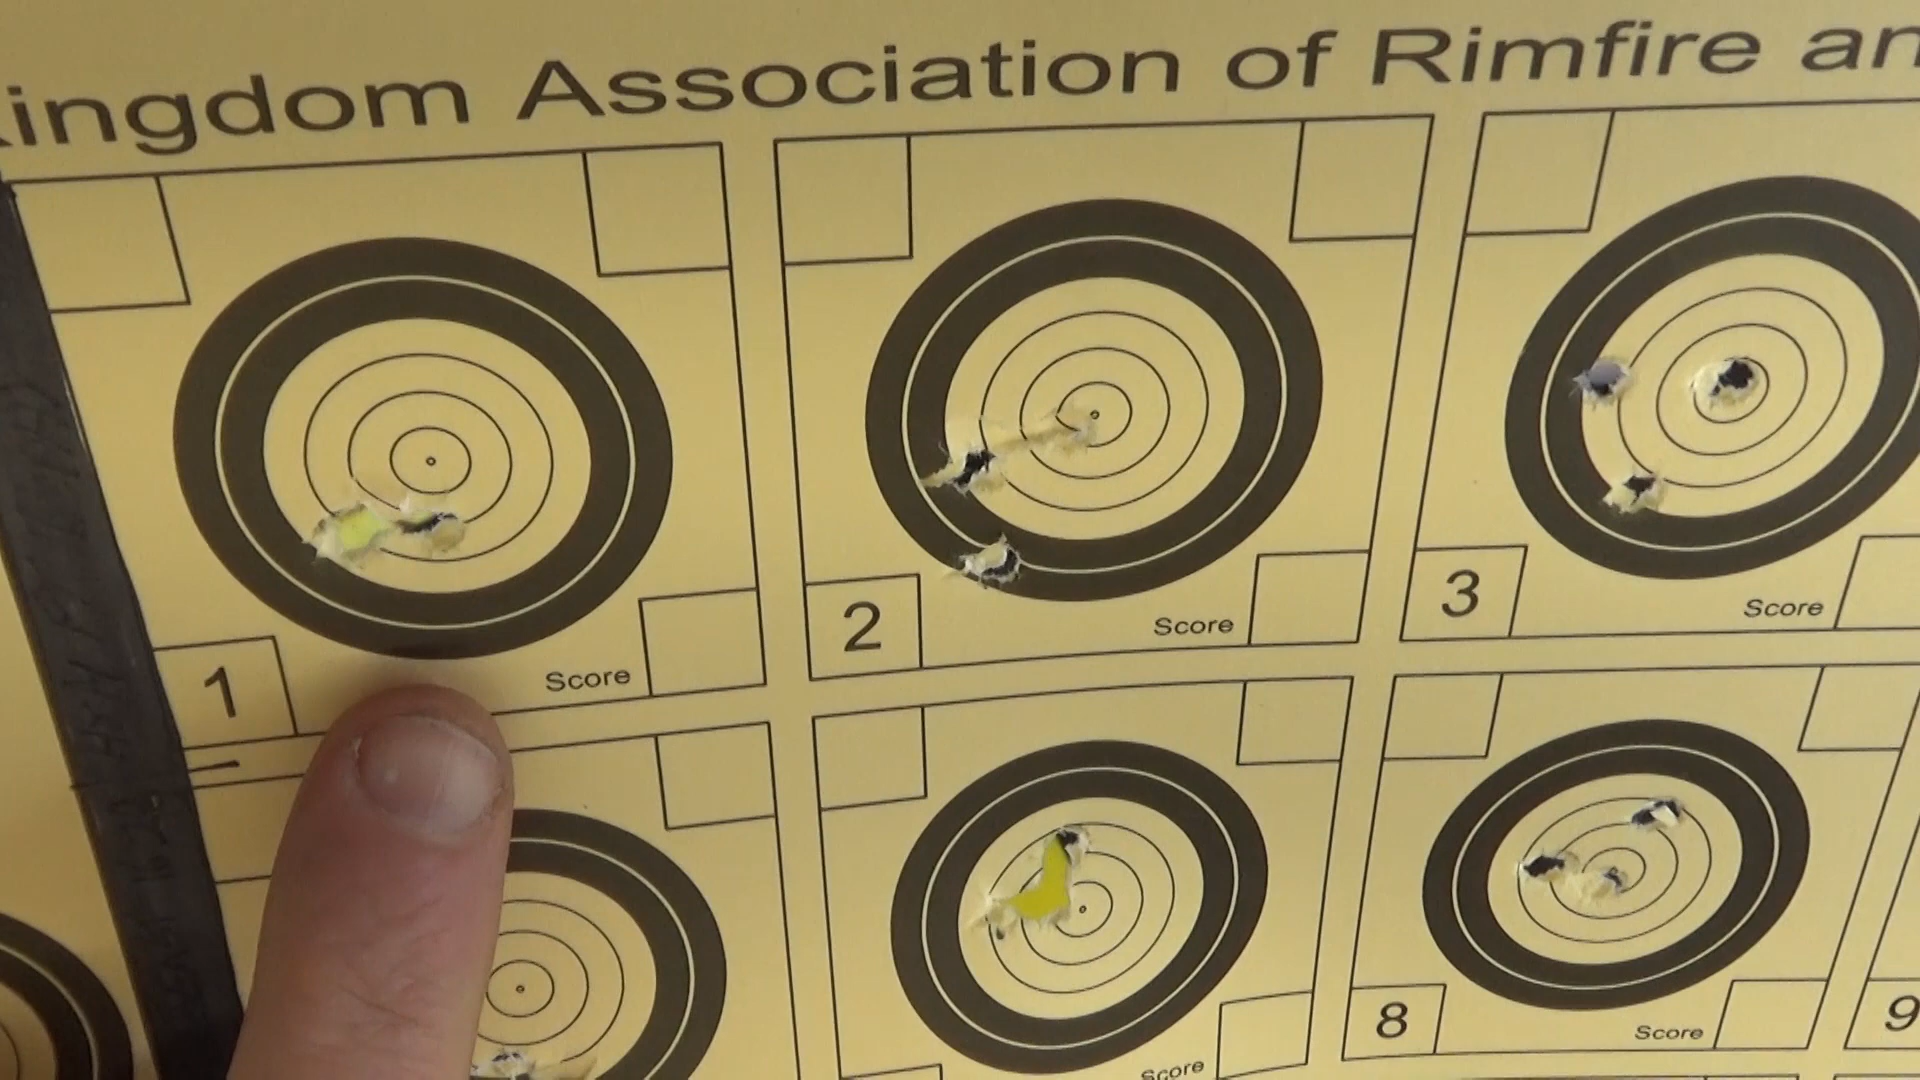 ingdom Association of Rimfire an
1 Score
2 Score
3 Score
Score
8 Score
9